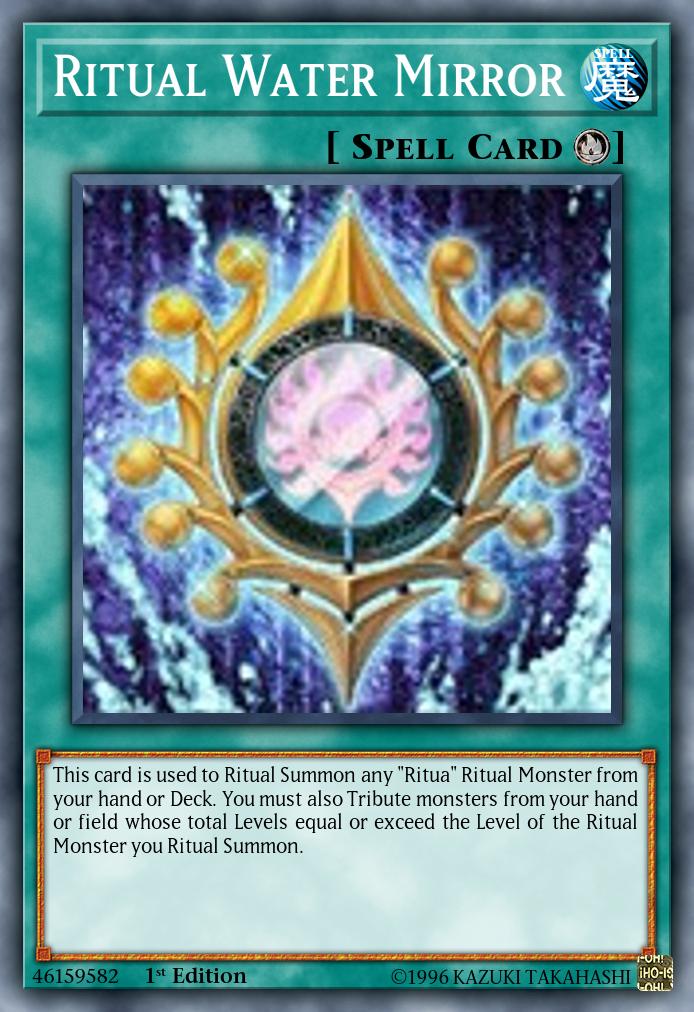 Ritual Water Mirror
SPELL
魔
[ Spell Card ]
This card is used to Ritual Summon any "Ritua" Ritual Monster from
your hand or Deck. You must also Tribute monsters from your hand
or field whose total Levels equal or exceed the Level of the Ritual
Monster you Ritual Summon.
46159582 1st Edition ©1996 KAZUKI TAKAHASHI